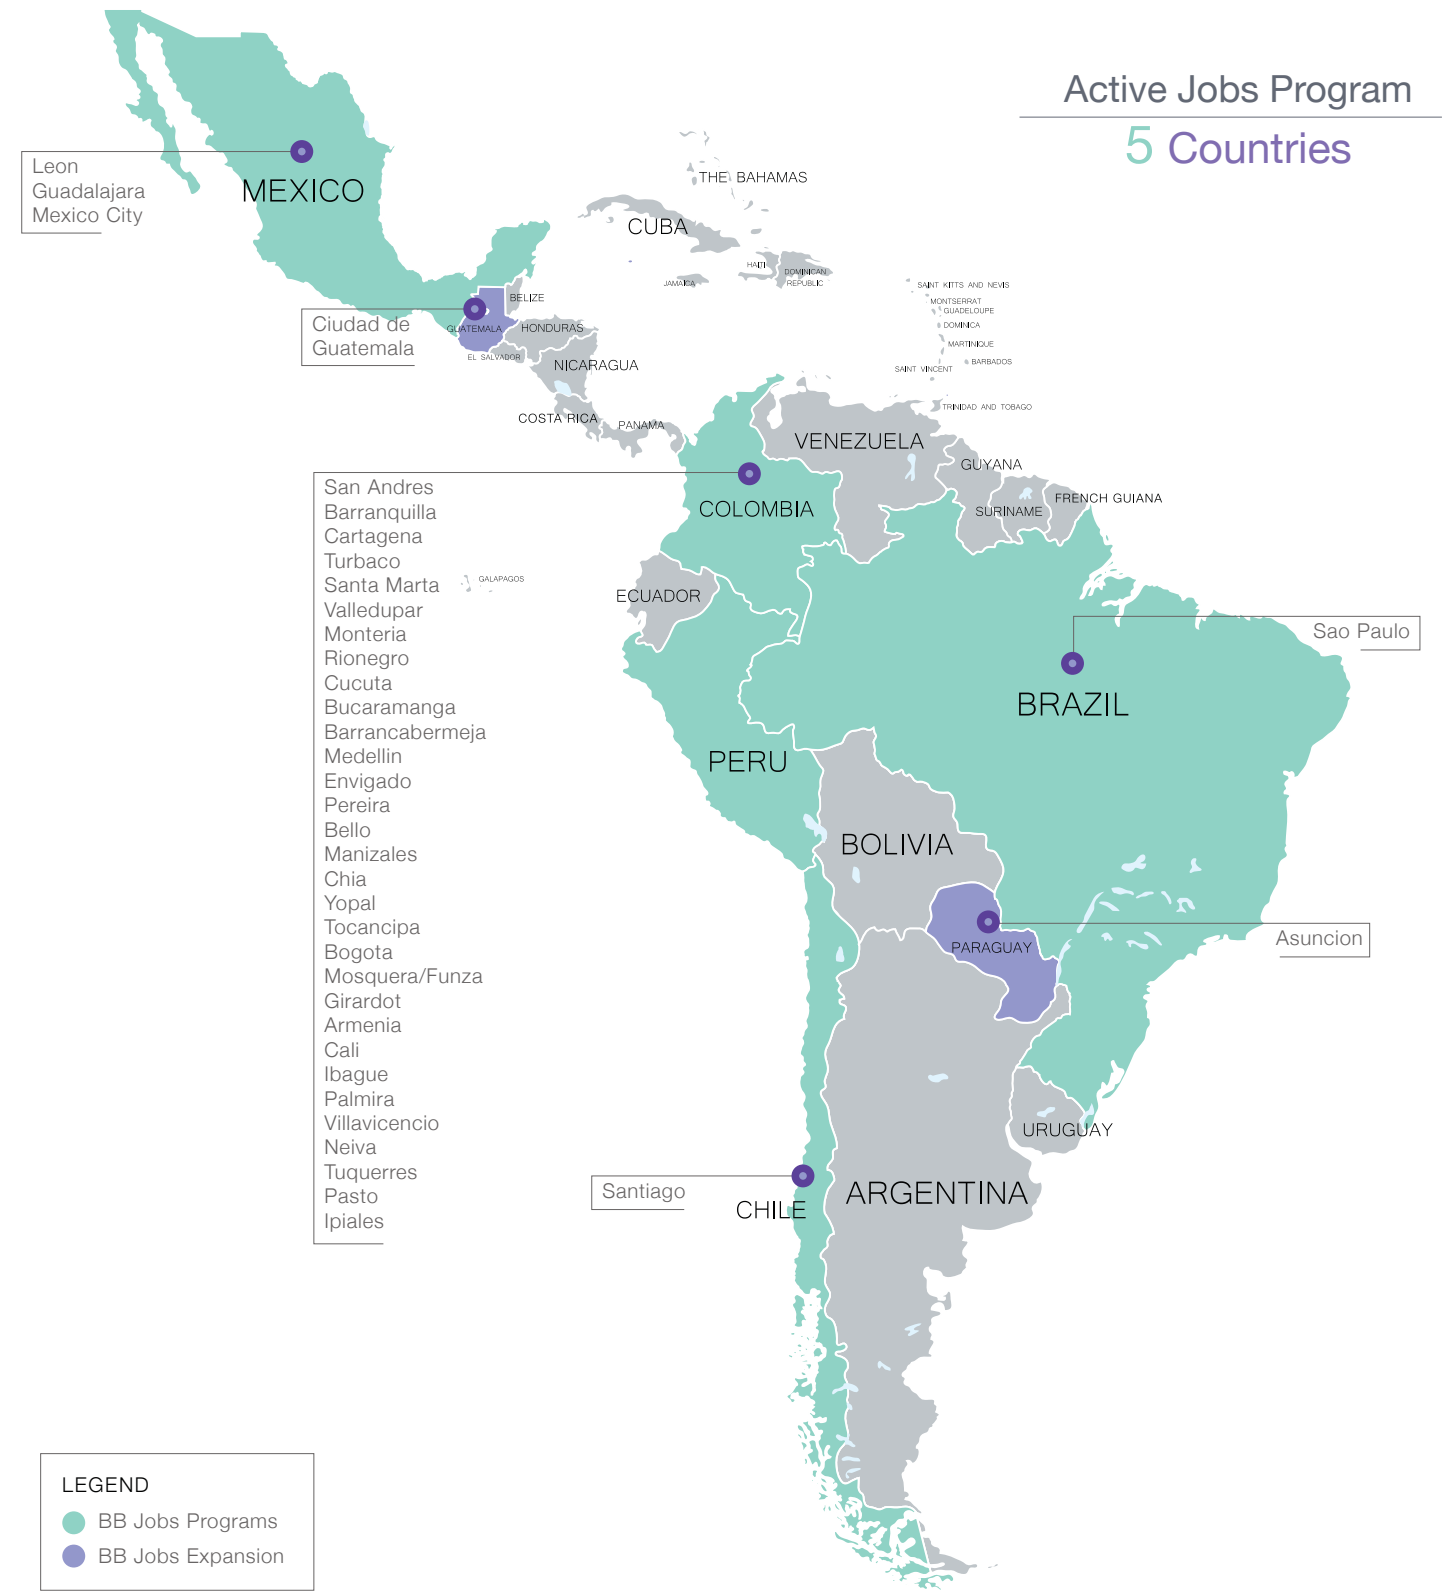 Active Jobs Program
5 Countries
Leon
Guadalajara
Mexico City
MEXICO
THE BAHAMAS
CUBA
HAITI
DOMINICAN
REPUBLIC
JAMAICA
SAINT KITTS AND NEVIS
MONTSERRAT
GUADELOUPE
DOMINICA
MARTINIQUE
BARBADOS
SAINT VINCENT
TRINIDAD AND TOBAGO
BELIZE
Ciudad de
Guatemala
GUATEMALA
HONDURAS
EL SALVADOR
NICARAGUA
COSTA RICA
PANAMA
VENEZUELA
GUYANA
SURINAME
FRENCH GUIANA
COLOMBIA
San Andres
Barranquilla
Cartagena
Turbaco
Santa Marta
Valledupar
Monteria
Rionegro
Cucuta
Bucaramanga
Barrancabermeja
Medellin
Envigado
Pereira
Bello
Manizales
Chia
Yopal
Tocancipa
Bogota
Mosquera/Funza
Girardot
Armenia
Cali
Ibague
Palmira
Villavicencio
Neiva
Tuquerres
Pasto
Ipiales
GALAPAGOS
ECUADOR
Sao Paulo
BRAZIL
PERU
BOLIVIA
PARAGUAY
Asuncion
URUGUAY
Santiago
CHILE
ARGENTINA
LEGEND
BB Jobs Programs
BB Jobs Expansion